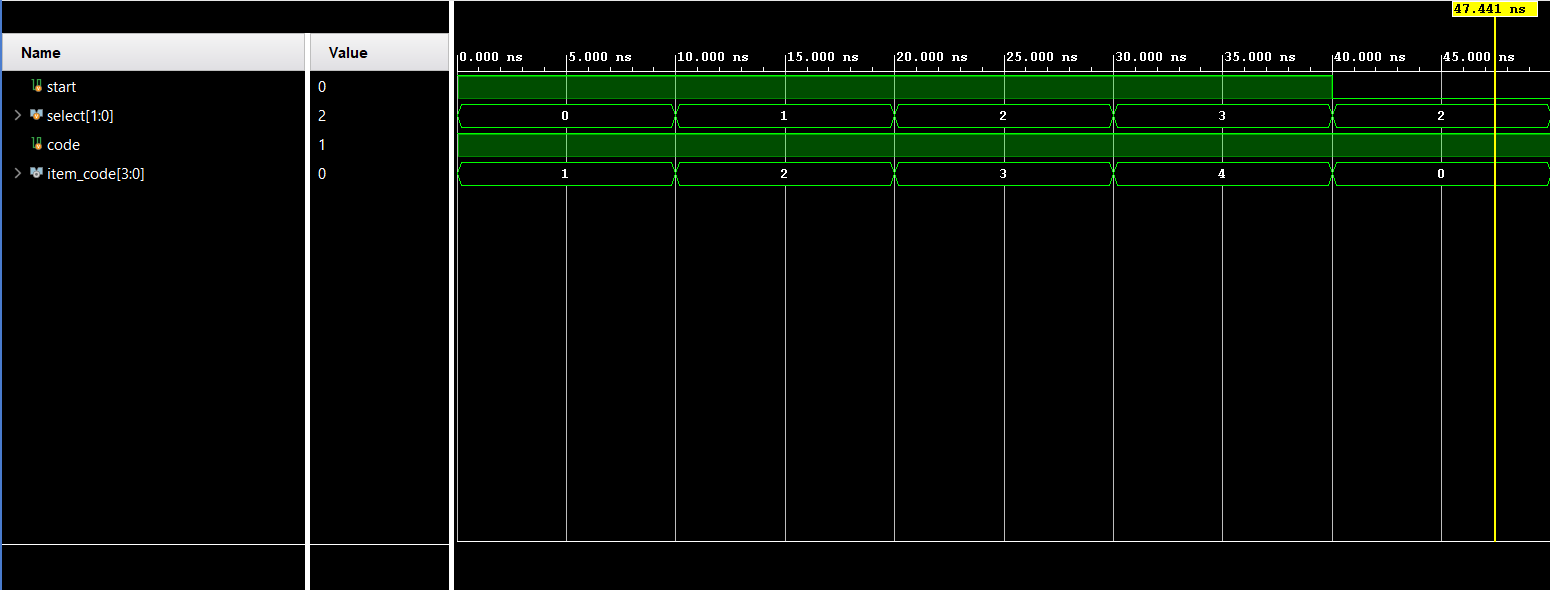 47.441 ns
Name Value
0.000 ns 5.000 ns 10.000 ns 15.000 ns 20.000 ns 25.000 ns 30.000 ns 35.000 ns 40.000 ns 45.000 ns
start 0
select[1:0] 2 0 1 2 3 2
code 1
item_code[3:0] 0 1 2 3 4 0